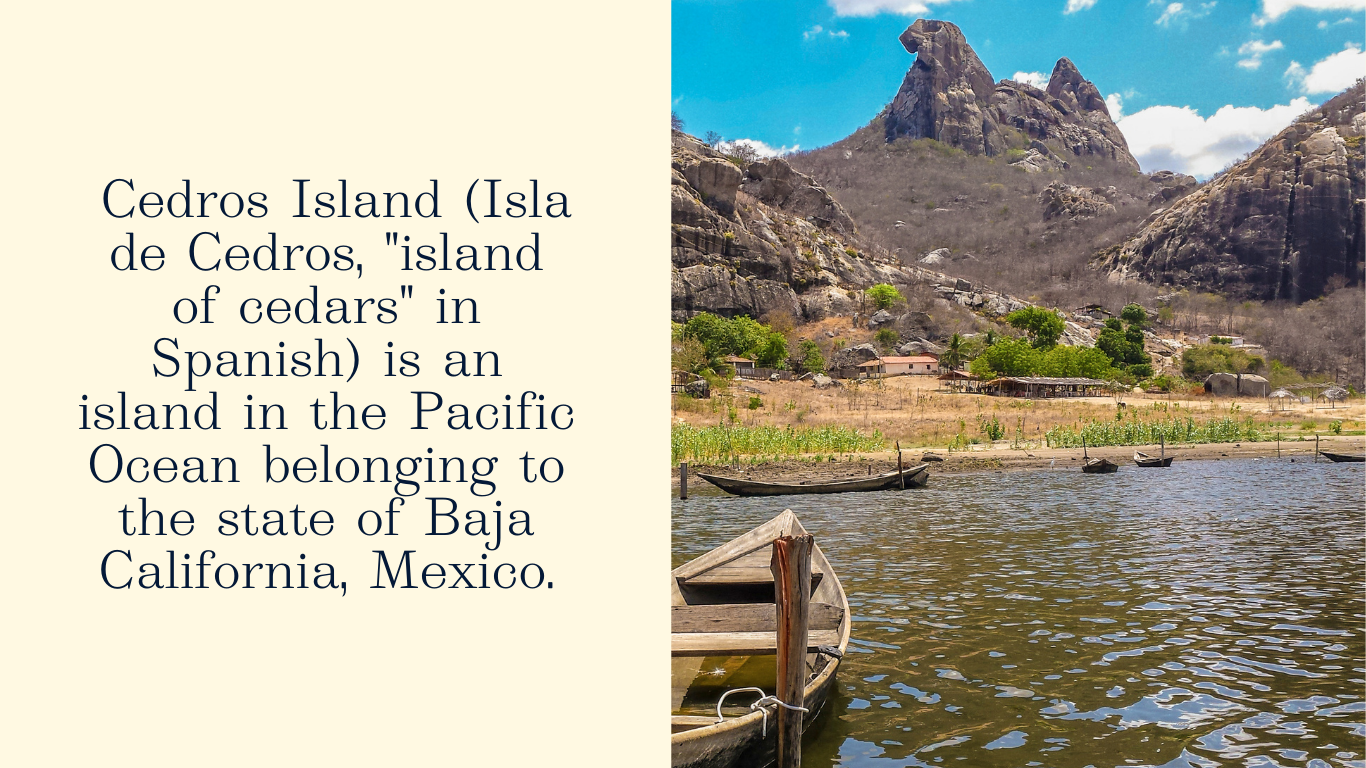 Cedros Island (Isla
de Cedros, "island
of cedars" in
Spanish) is an
island in the Pacific
Ocean belonging to
the state of Baja
California, Mexico.